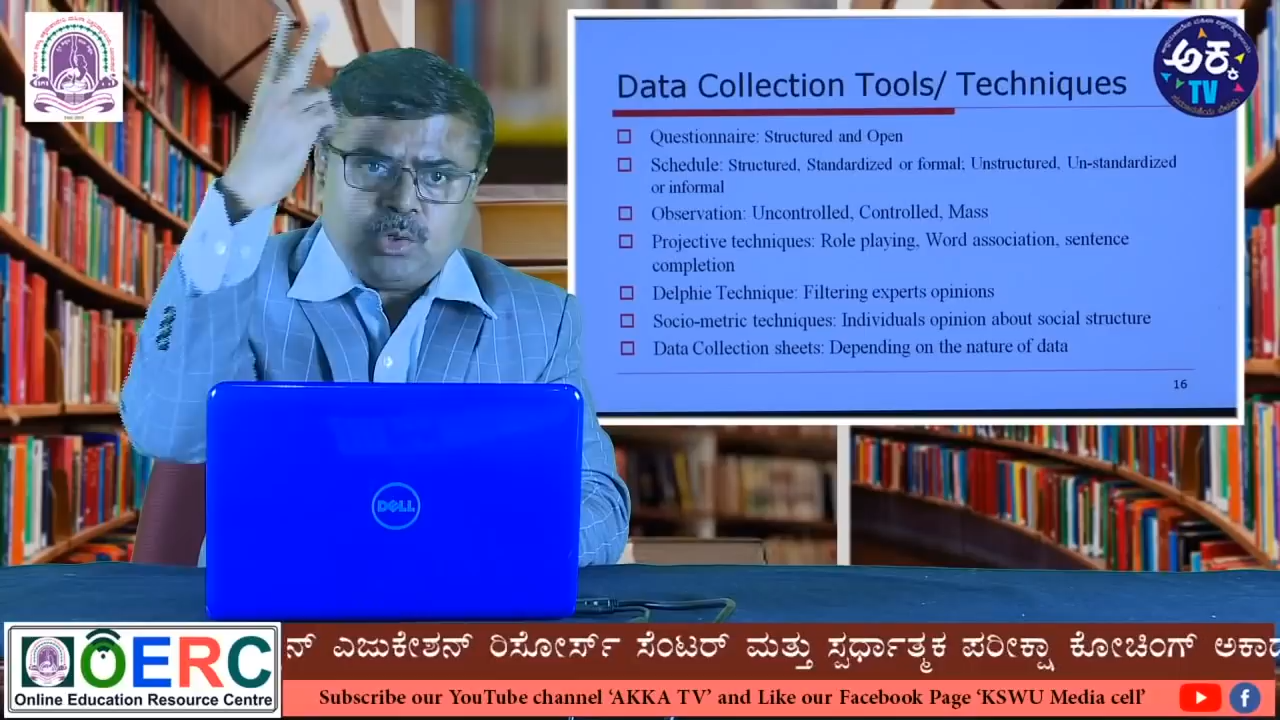 Data Collection Tools/ Techniques
Questionnaire: Structured and Open
Schedule: Structured, Standardized or formal; Unstructured, Un-standardized
or informal
Observation: Uncontrolled, Controlled, Mass
Projective techniques: Role playing, Word association, sentence
completion
Delphie Technique: Filtering experts opinions
Socio-metric techniques: Individuals opinion about social structure
Data Collection sheets: Depending on the nature of data
16
ಅಕ್ಕ
TV
DELL
OERC
Online Education Resource Centre
ನ್ ಎಜುಕೇಶನ್ ರಿಸೋರ್ಸ್ ಸೆಂಟರ್ ಮತ್ತು ಸ್ಪರ್ಧಾತ್ಮಕ ಪರೀಕ್ಷಾ ಕೋಚಿಂಗ್ ಅಕಾ
Subscribe our YouTube channel ‘AKKA TV’ and Like our Facebook Page ‘KSWU Media cell’